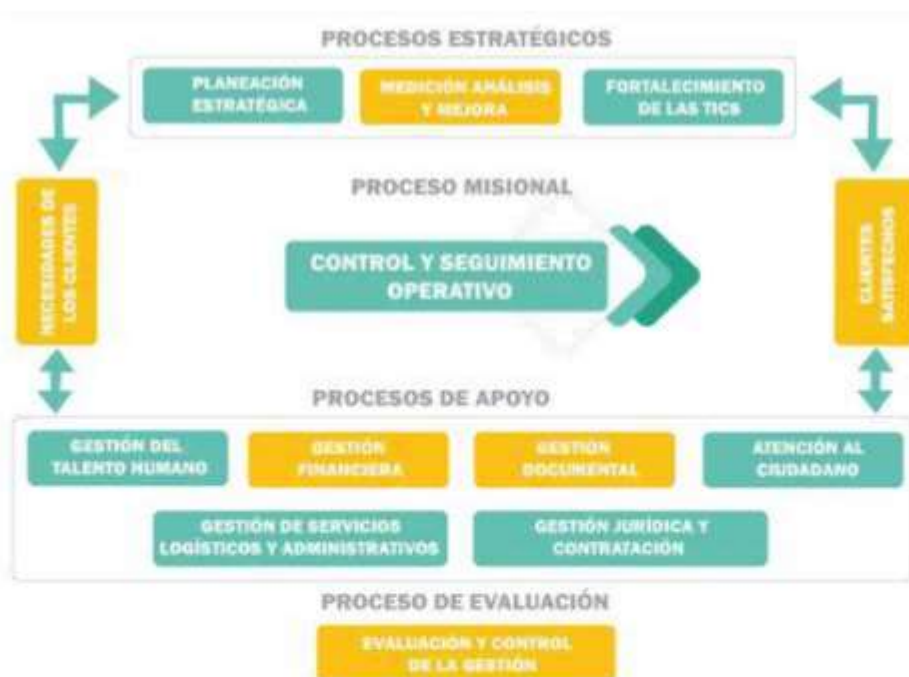 PROCESOS ESTRATÉGICOS
PLANEACIÓN
ESTRATÉGICA
MEDICIÓN ANÁLISIS
Y MEJORA
FORTALECIMIENTO
DE LAS TICS
NECESIDADES DE
LOS CLIENTES
PROCESO MISIONAL
CONTROL Y SEGUIMIENTO
OPERATIVO
CLIENTES
SATISFECHOS
PROCESOS DE APOYO
GESTIÓN DEL
TALENTO HUMANO
GESTIÓN
FINANCIERA
GESTIÓN
DOCUMENTAL
ATENCIÓN AL
CIUDADANO
GESTIÓN DE SERVICIOS
LOGÍSTICOS Y ADMINISTRATIVOS
GESTIÓN JURÍDICA Y
CONTRATACIÓN
PROCESO DE EVALUACIÓN
EVALUACIÓN Y CONTROL
DE LA GESTIÓN